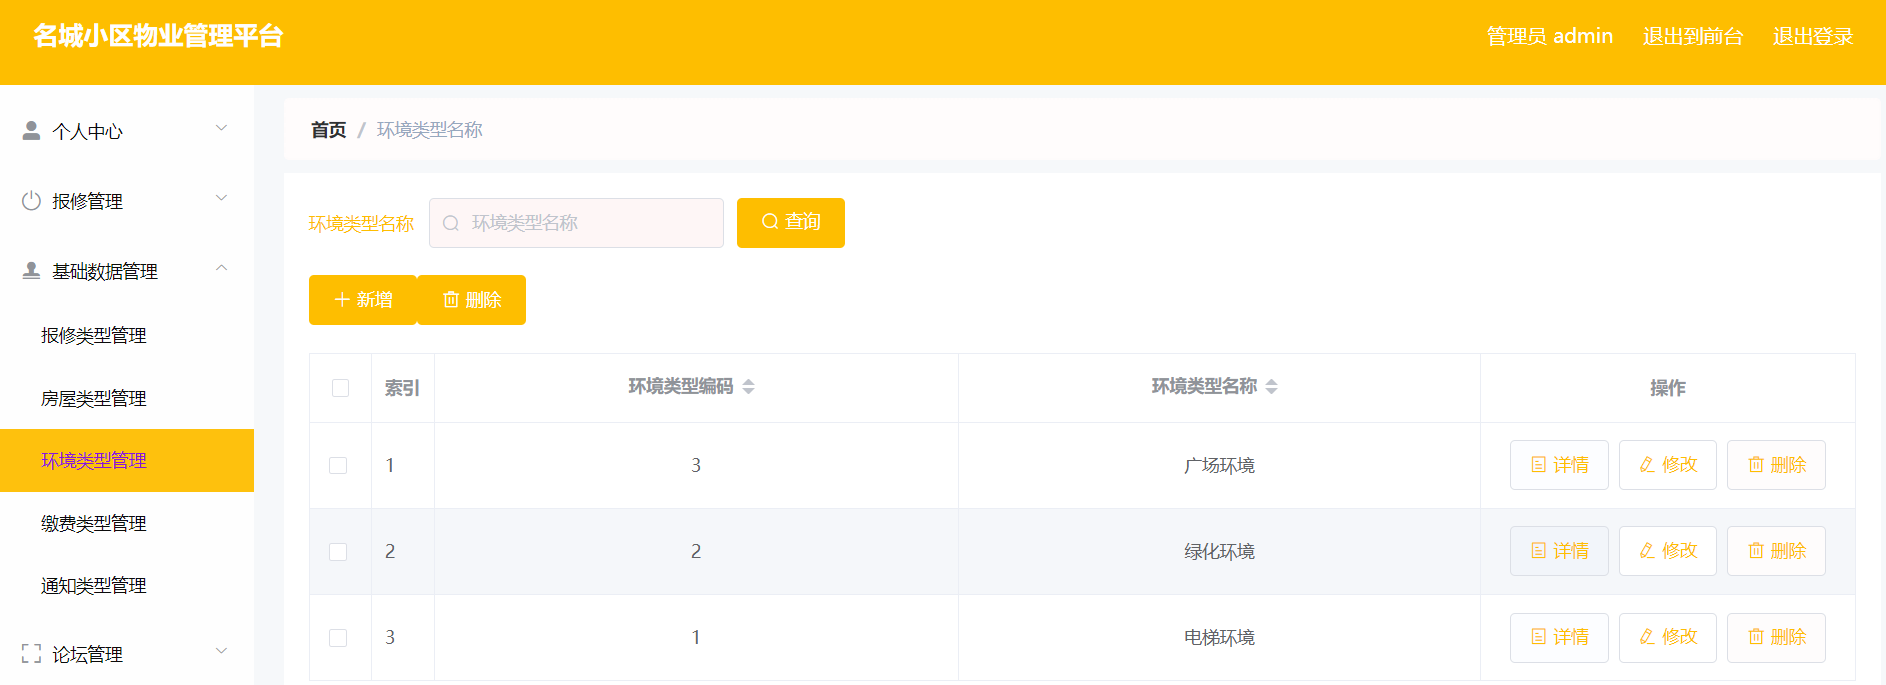 名城小区物业管理平台
管理员 admin 退出到前台 退出登录
个人中心
报修管理
基础数据管理
报修类型管理
房屋类型管理
环境类型管理
缴费类型管理
通知类型管理
论坛管理
首页 / 环境类型名称
环境类型名称 环境类型名称 查询
新增 删除
索引 环境类型编码 环境类型名称 操作
1 3 广场环境 详情 修改 删除
2 2 绿化环境 详情 修改 删除
3 1 电梯环境 详情 修改 删除